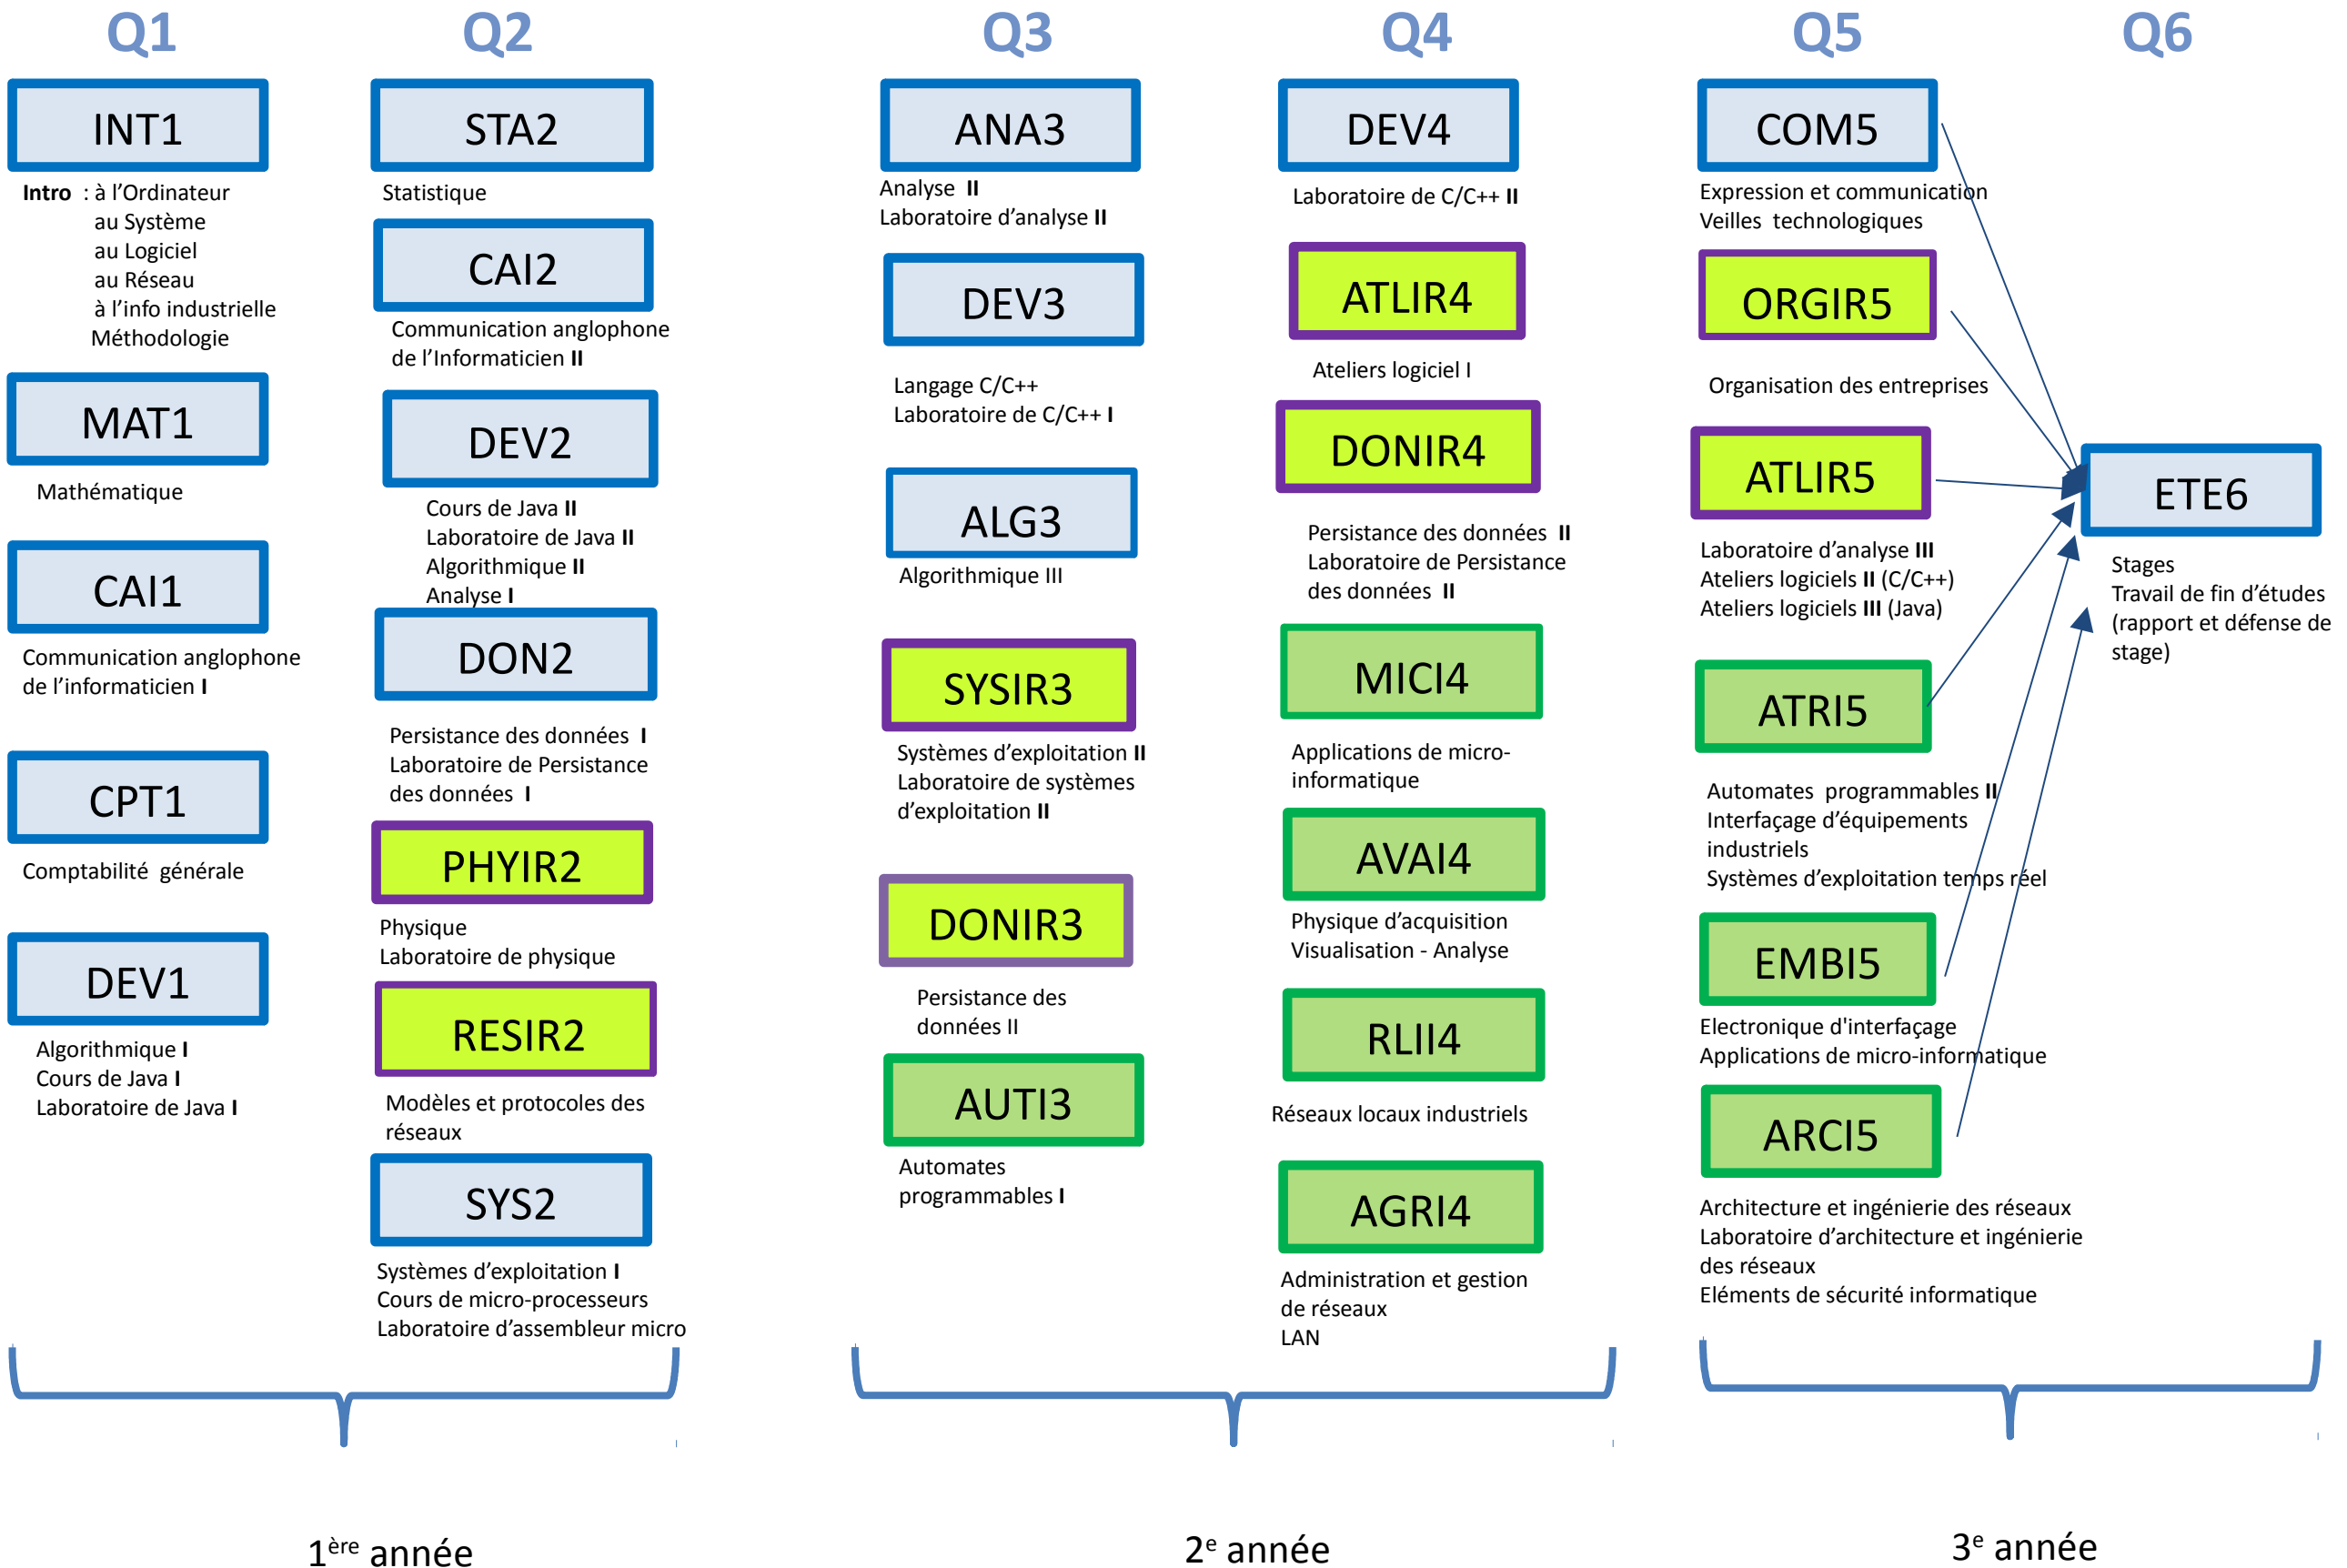 Q1
INT1
Intro : à l’Ordinateur
au Système
au Logiciel
au Réseau
à l’info industrielle
Méthodologie
MAT1
Mathématique
CAI1
Communication anglophone
de l’informaticien I
CPT1
Comptabilité générale
DEV1
Algorithmique I
Cours de Java I
Laboratoire de Java I
Q2
STA2
Statistique
CAI2
Communication anglophone
de l’Informaticien II
DEV2
Cours de Java II
Laboratoire de Java II
Algorithmique II
Analyse I
DON2
Persistance des données I
Laboratoire de Persistance
des données I
PHYIR2
Physique
Laboratoire de physique
RESIR2
Modèles et protocoles des
réseaux
SYS2
Systèmes d’exploitation I
Cours de micro-processeurs
Laboratoire d’assembleur micro
1ère année
Q3
ANA3
Analyse II
Laboratoire d’analyse II
DEV3
Langage C/C++
Laboratoire de C/C++ I
ALG3
Algorithmique III
SYSIR3
Systèmes d’exploitation II
Laboratoire de systèmes
d’exploitation II
DONIR3
Persistance des
données II
AUTI3
Automates
programmables I
Q4
DEV4
Laboratoire de C/C++ II
ATLIR4
Ateliers logiciel I
DONIR4
Persistance des données II
Laboratoire de Persistance
des données II
MICI4
Applications de micro-
informatique
AVAI4
Physique d’acquisition
Visualisation - Analyse
RLII4
Réseaux locaux industriels
AGRI4
Administration et gestion
de réseaux
LAN
2e année
Q5
COM5
Expression et communication
Veilles technologiques
ORGIR5
Organisation des entreprises
ATLIR5
Laboratoire d’analyse III
Ateliers logiciels II (C/C++)
Ateliers logiciels III (Java)
ATRI5
Automates programmables II
Interfaçage d’équipements
industriels
Systèmes d’exploitation temps réel
EMBI5
Electronique d'interfaçage
Applications de micro-informatique
ARCI5
Architecture et ingénierie des réseaux
Laboratoire d’architecture et ingénierie
des réseaux
Eléments de sécurité informatique
Q6
ETE6
Stages
Travail de fin d’études
(rapport et défense de
stage)
3e année